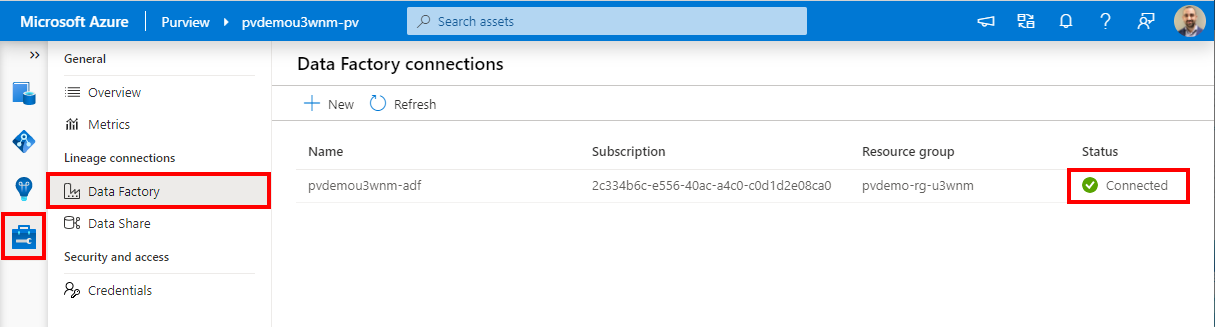 Microsoft Azure Purview > pvdemou3wnm-pv Search assets
General
Overview
Metrics
Lineage connections
Data Factory
Data Share
Security and access
Credentials
Data Factory connections
New Refresh
Name Subscription Resource group Status
pvdemou3wnm-adf 2c334b6c-e556-40ac-a4c0-c0d1d2e08ca0 pvdemo-rg-u3wnm Connected